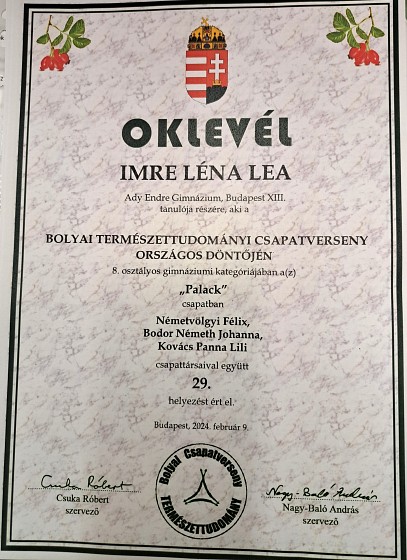 OKLEVÉL
IMRE LÉNA LEA
Ady Endre Gimnázium, Budapest XIII.
tanulója részére, aki a
BOLYAI TERMÉSZETTUDOMÁNYI CSAPATVERSENY
ORSZÁGOS DÖNTŐJÉN
8. osztályos gimnáziumi kategóriájában a(z)
„Palack”
csapatban
Németvölgyi Félix,
Bodor Németh Johanna,
Kovács Panna Lili
csapattársaival együtt
29.
helyezést ért el.
Budapest, 2024. február 9.
Bolyai Csapatverseny
TERMÉSZETTUDOMÁNY
Csuka Róbert
Csuka Róbert
szervező
Nagy-Baló András
Nagy-Baló András
szervező